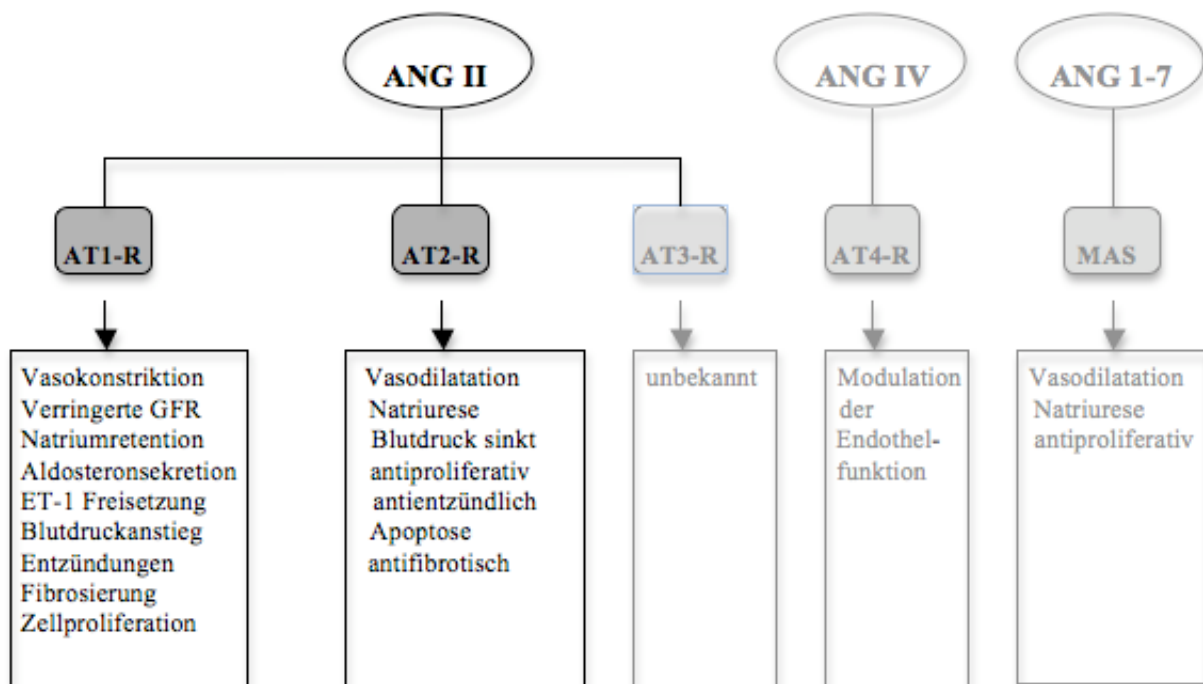 ANG II
ANG IV
ANG 1-7
AT1-R
AT2-R
AT3-R
AT4-R
MAS
Vasokonstriktion
Verringerte GFR
Natriumretention
Aldosteronsekretion
ET-1 Freisetzung
Blutdruckanstieg
Entzündungen
Fibrosierung
Zellproliferation
Vasodilatation
Natriurese
Blutdruck sinkt
antiproliferativ
antientzündlich
Apoptose
antifibrotisch
unbekannt
Modulation
der
Endothel-
funktion
Vasodilatation
Natriurese
antiproliferativ